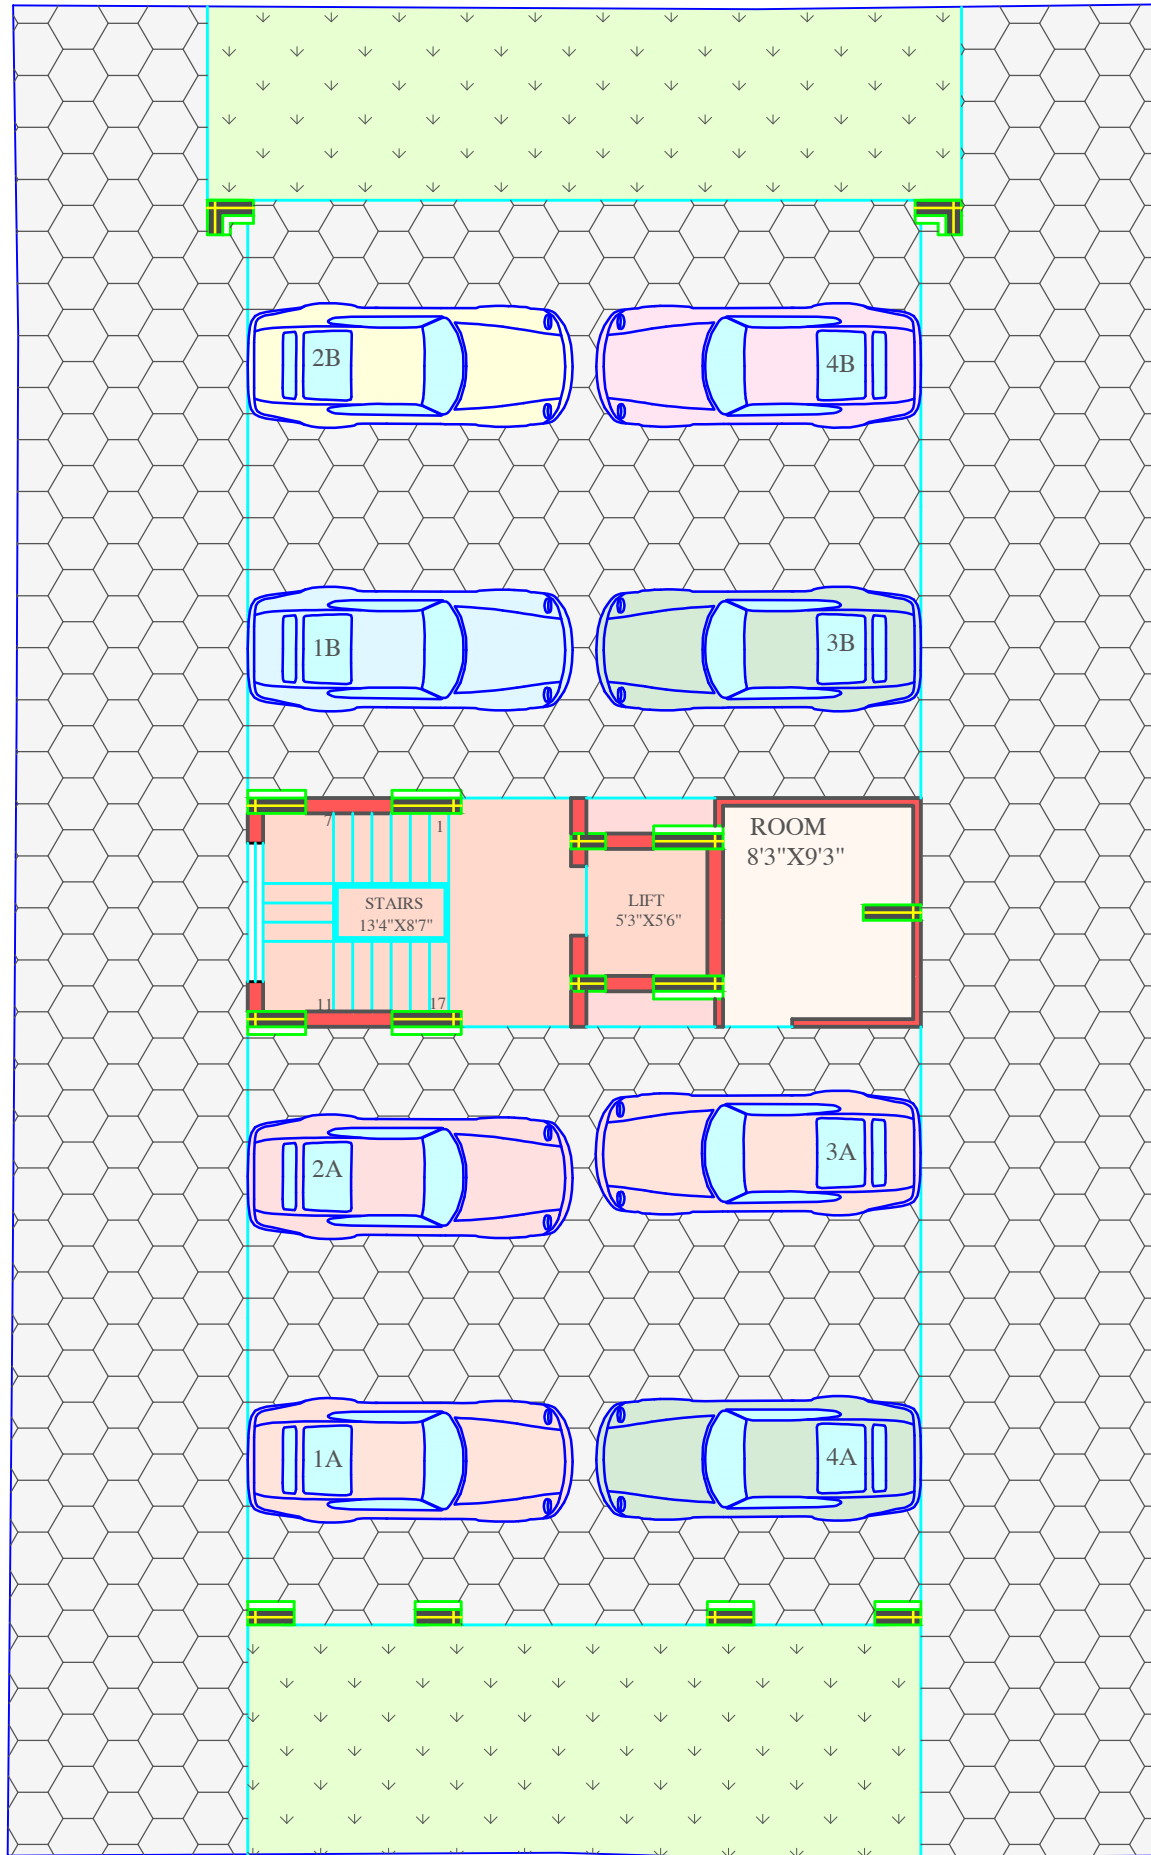 2B
4B
1B
3B
7
1
ROOM
8'3"X9'3"
STAIRS
13'4"X8'7"
LIFT
5'3"X5'6"
11
17
2A
3A
1A
4A